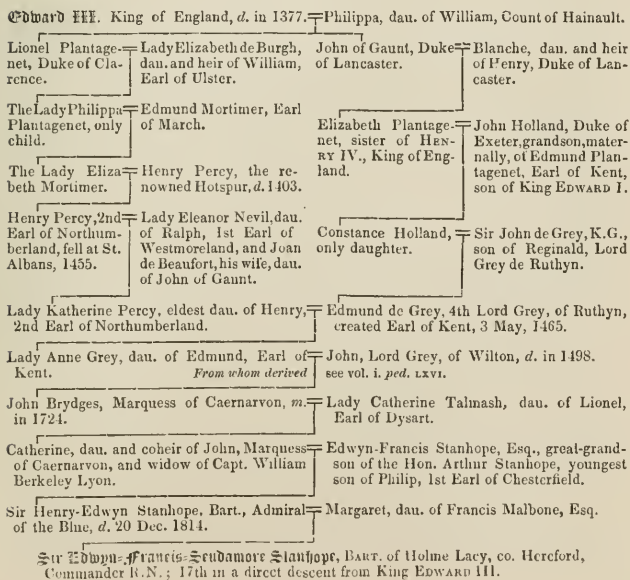 Edward III. King of England, d. in 1377.╤Philippa, dau. of William, Count of Hainault.
Lionel Plantage-╤Lady Elizabeth de Burgh,
net, Duke of Cla-dau. and heir of William,
rence. Earl of Ulster.
John of Gaunt, Duke╤Blanche, dau. and heir
of Lancaster. of Henry, Duke of Lan-
caster.
The Lady Philippa╤Edmund Mortimer, Earl
Plantagenet, only of March.
child.
Elizabeth Plantage-╤John Holland, Duke of
net, sister of HEN- Exeter, grandson, mater-
RY IV., King of Eng- nally, of Edmund Plan-
land. tagenet, Earl of Kent,
son of King EDWARD I.
The Lady Eliza╤Henry Percy, the re-
beth Mortimer. nowned Hotspur, d. 1403.
Henry Percy, 2nd╤Lady Eleanor Nevil, dau.
Earl of Northum- of Ralph, 1st Earl of
berland, fell at St. Westmoreland, and Joan
Albans, 1455. de Beaufort, his wife, dau.
of John of Gaunt.
Constance Holland,╤Sir John de Grey, K.G.,
only daughter. son of Reginald, Lord
Grey de Ruthyn.
Lady Katherine Percy, eldest dau. of Henry,╤Edmund de Grey, 4th Lord Grey, of Ruthyn,
2nd Earl of Northumberland. created Earl of Kent, 3 May, 1465.
Lady Anne Grey, dau. of Edmund, Earl of╤John, Lord Grey, of Wilton, d. in 1498.
Kent. From whom derived see vol. i. ped. LXVI.
John Brydges, Marquess of Caernarvon, m.╤Lady Catherine Talmash, dau. of Lionel,
in 1724. Earl of Dysart.
Catherine, dau. and coheir of John, Marquess╤Edwyn-Francis Stanhope, Esq., great-grand-
of Caernarvon, and widow of Capt. William son of the Hon. Arthur Stanhope, youngest
Berkeley Lyon. son of Philip, 1st Earl of Chesterfield.
Sir Henry-Edwyn Stanhope, Bart., Admiral╤Margaret, dau. of Francis Malbone, Esq.
of the Blue, d. 20 Dec. 1814.
Sir Edwyn-Francis-Scudamore Stanhope, BART. of Holme Lacy, co. Hereford,
Commander R.N.; 17th in a direct descent from King EDWARD III.